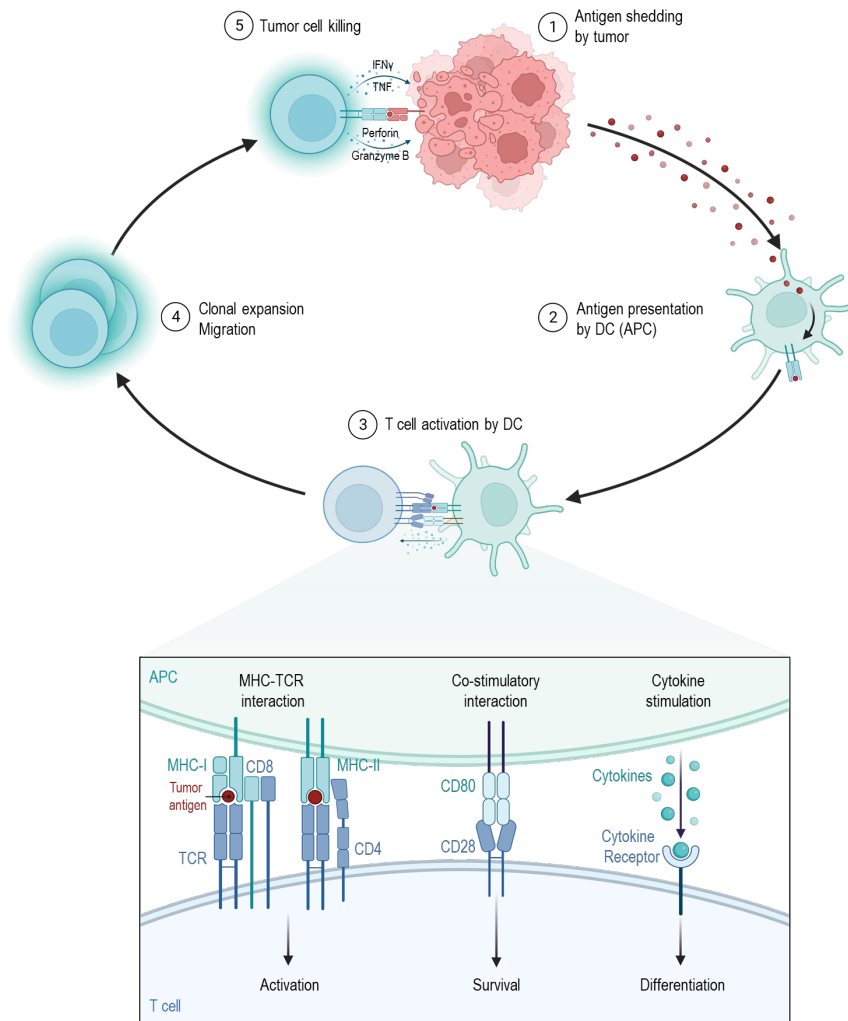 5 Tumor cell killing
IFNγ
TNF
Perforin
Granzyme B
1 Antigen shedding
by tumor
2 Antigen presentation
by DC (APC)
4 Clonal expansion
Migration
3 T cell activation by DC
APC
MHC-TCR
interaction
Co-stimulatory
interaction
Cytokine
stimulation
MHC-I
CD8
MHC-II
Tumor
antigen
TCR
CD4
CD80
CD28
Cytokines
Cytokine
Receptor
Activation
Survival
Differentiation
T cell